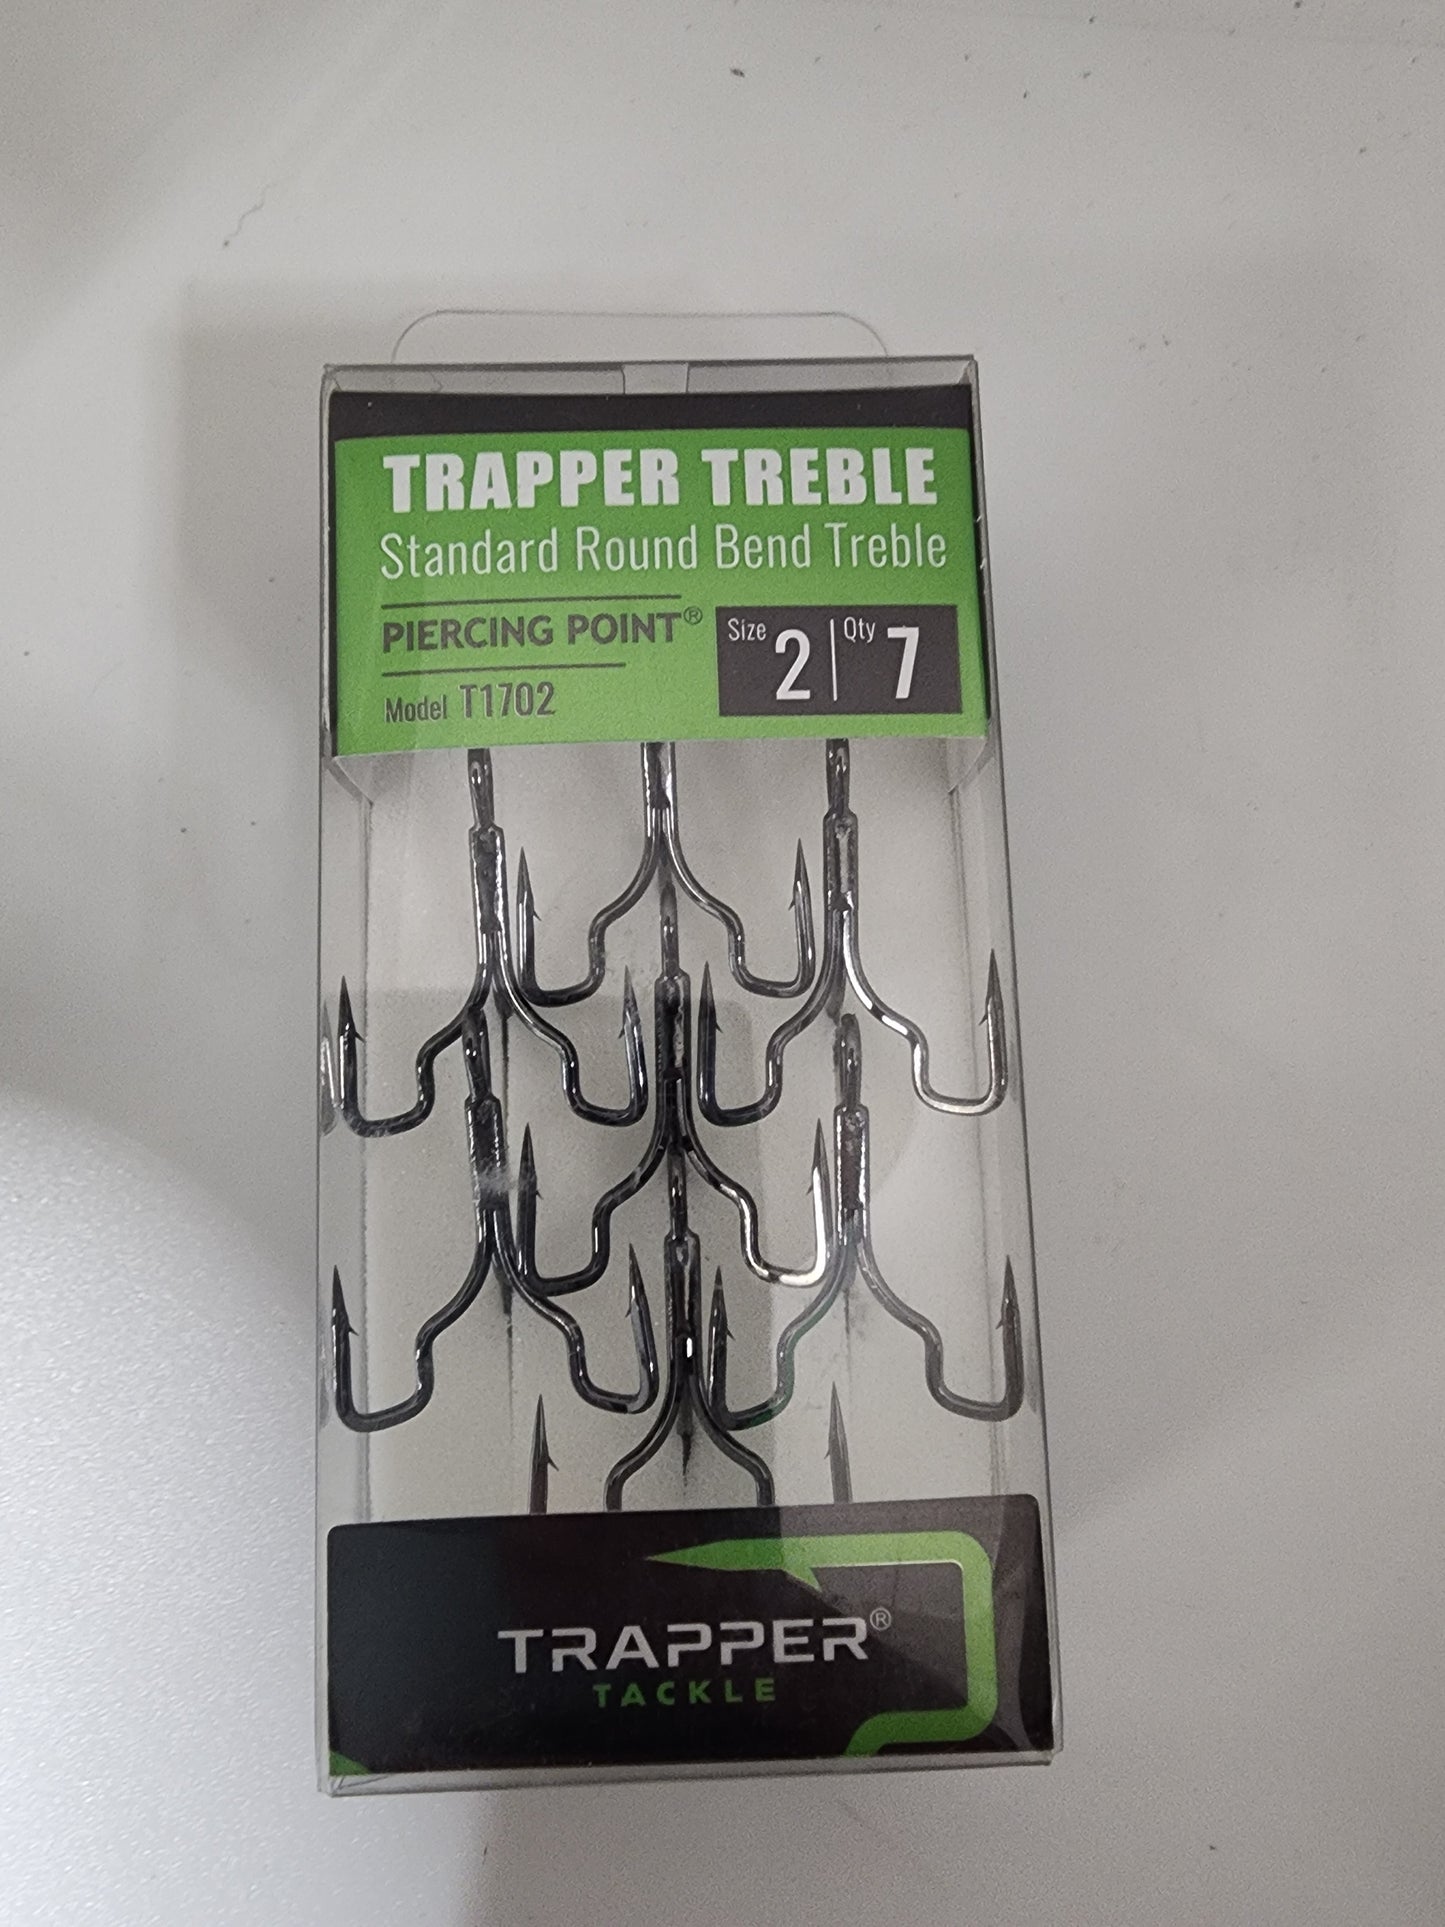 TRAPPER TREBLE
Standard Round Bend Treble
PIERCING POINT®
Size 2 | Qty 7
Model T1702
TRAPPER®
TACKLE